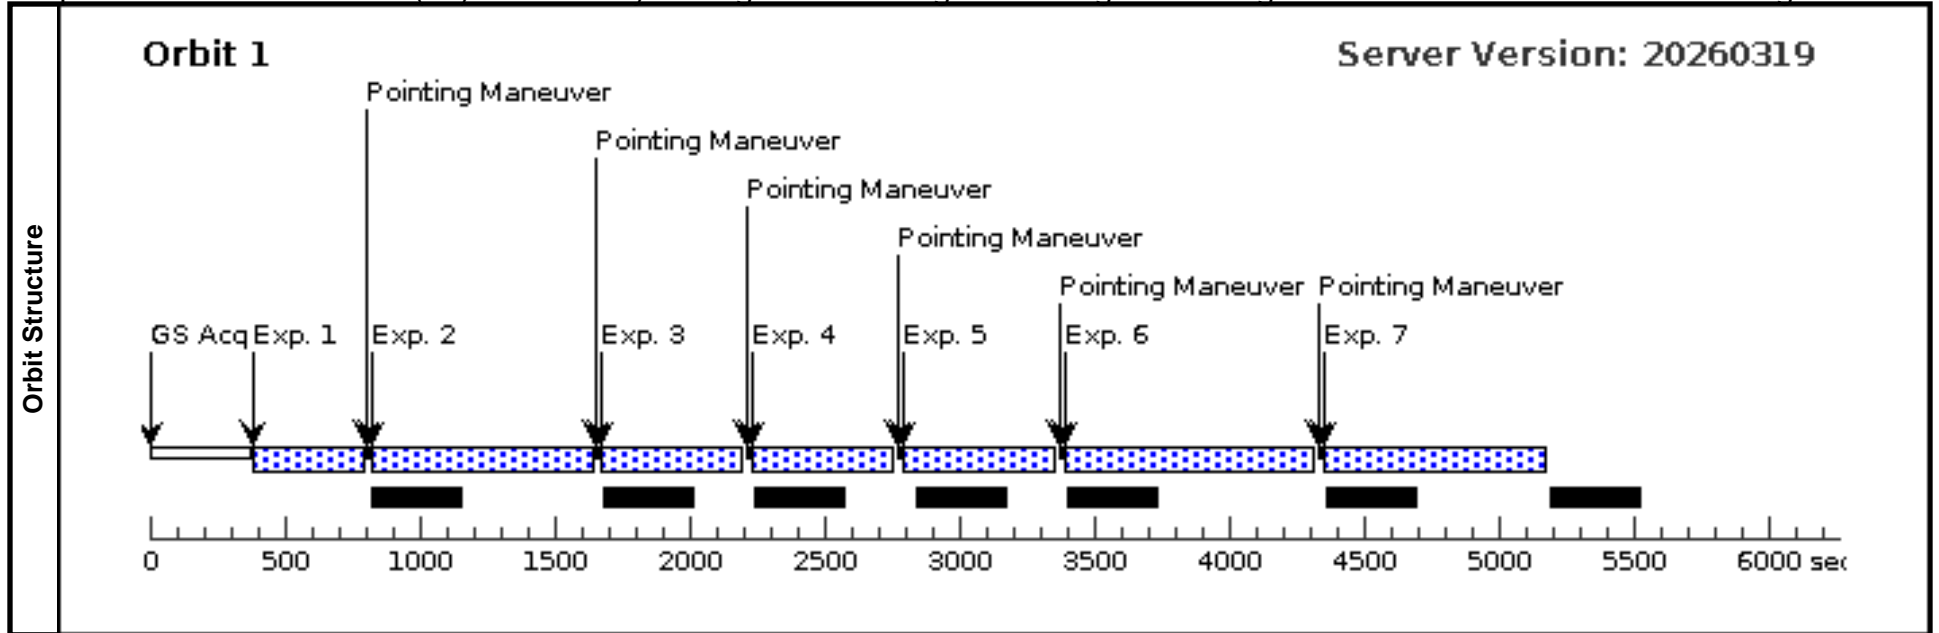 Orbit Structure
Orbit 1
Server Version: 20260319
Pointing Maneuver
Pointing Maneuver
Pointing Maneuver
Pointing Maneuver
Pointing Maneuver Pointing Maneuver
GS Acq Exp. 1 Exp. 2 Exp. 3 Exp. 4 Exp. 5 Exp. 6 Exp. 7
0 500 1000 1500 2000 2500 3000 3500 4000 4500 5000 5500 6000 sec